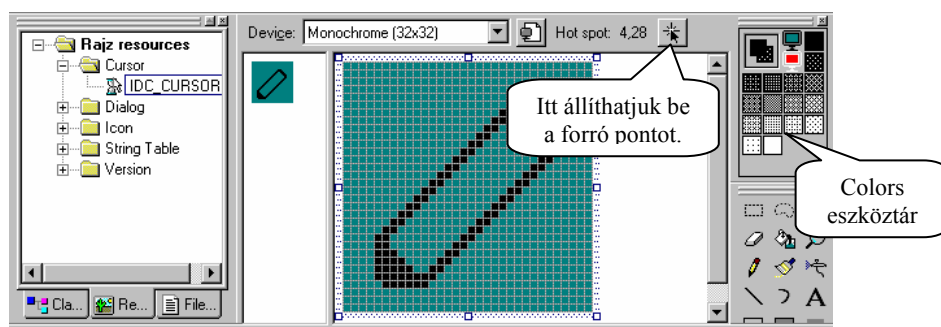 Rajz resources
Cursor
IDC_CURSOR
Dialog
Icon
String Table
Version
Cla...
Re...
File...
Device: Monochrome (32x32)
Hot spot: 4,28
Itt állíthatjuk be
a forró pontot.
Colors
eszköztár
A